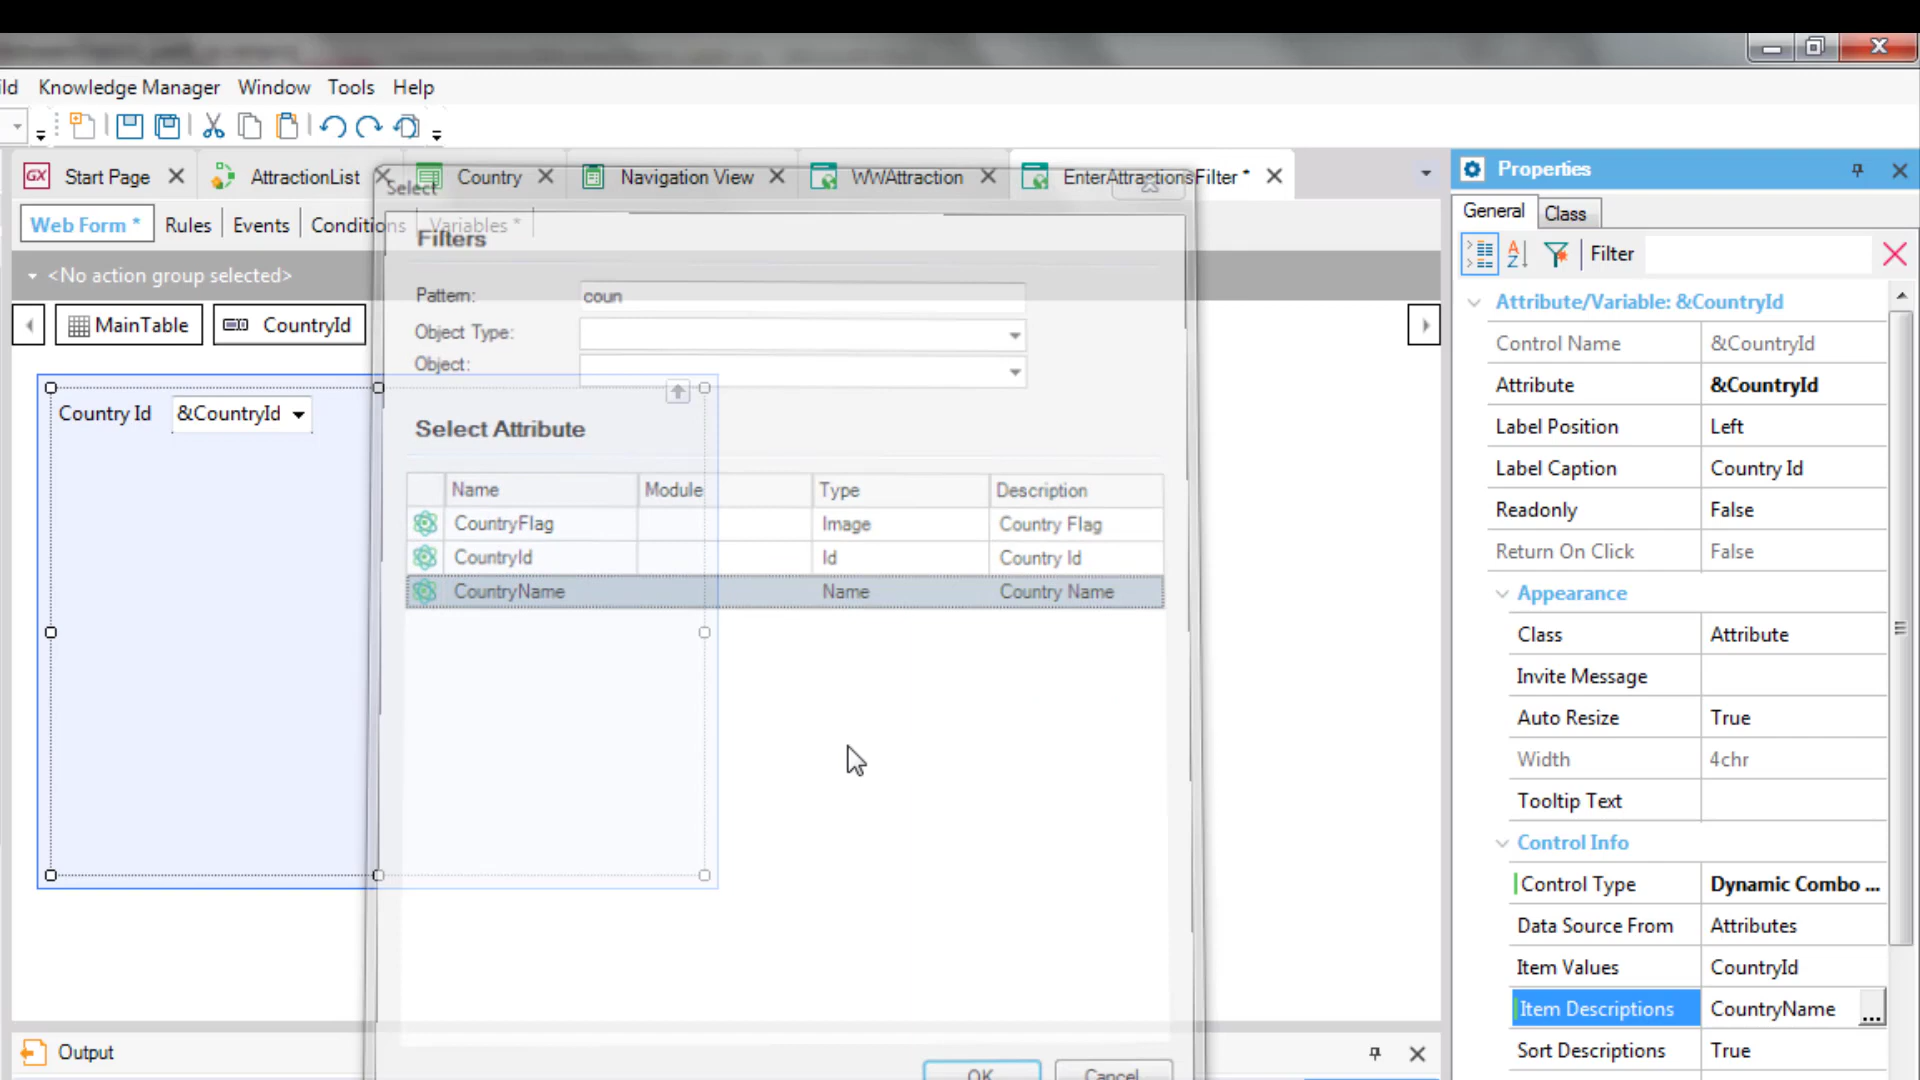 ild Knowledge Manager Window Tools Help
GX Start Page AttractionList Country Navigation View WWAttraction EnterAttractionsFilter *
Select
Web Form * Rules Events Conditions Variables *
<No action group selected>
MainTable CountryId
Country Id &CountryId
Filters
Pattern: coun
Object Type:
Object:
Select Attribute
Name Module Type Description
CountryFlag Image Country Flag
CountryId Id Country Id
CountryName Name Country Name
OK Cancel
Output
Properties
General Class
Filter
Attribute/Variable: &CountryId
Control Name &CountryId
Attribute &CountryId
Label Position Left
Label Caption Country Id
Readonly False
Return On Click False
Appearance
Class Attribute
Invite Message
Auto Resize True
Width 4chr
Tooltip Text
Control Info
Control Type Dynamic Combo ...
Data Source From Attributes
Item Values CountryId
Item Descriptions CountryName ...
Sort Descriptions True